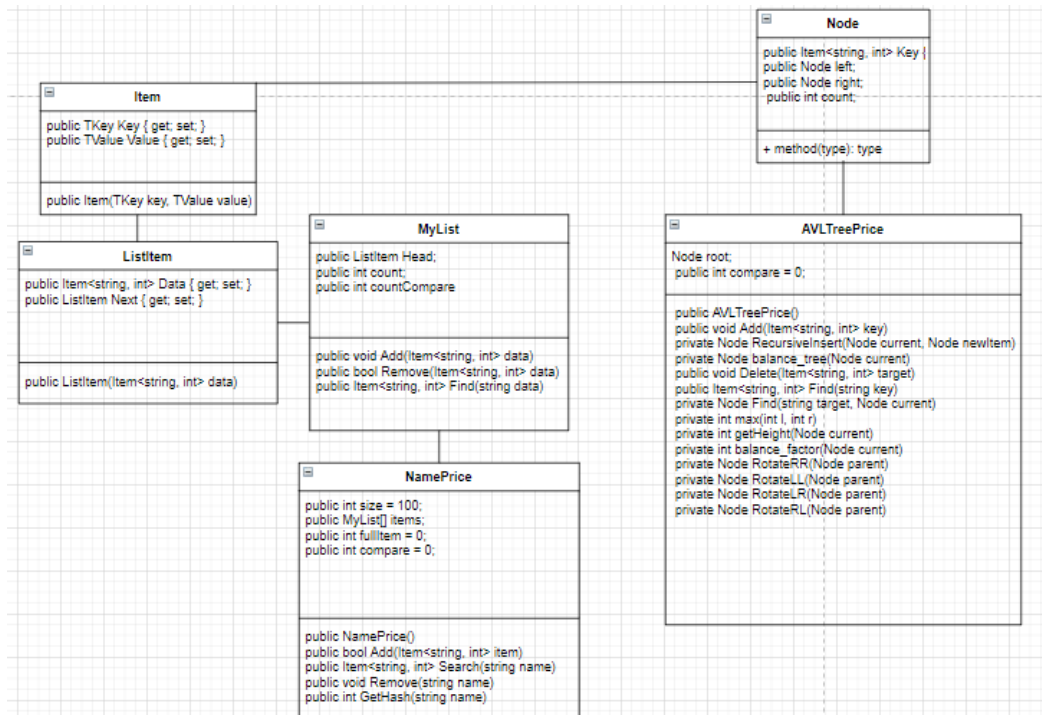 Node
public Item<string, int> Key {
public Node left;
public Node right;
public int count;
+ method(type): type
Item
public TKey Key { get; set; }
public TValue Value { get; set; }
public Item(TKey key, TValue value)
ListItem
public Item<string, int> Data { get; set; }
public ListItem Next { get; set; }
public ListItem(Item<string, int> data)
MyList
public ListItem Head;
public int count;
public int countCompare
public void Add(Item<string, int> data)
public bool Remove(Item<string, int> data)
public Item<string, int> Find(string data)
AVLTreePrice
Node root;
public int compare = 0;
public AVLTreePrice()
public void Add(Item<string, int> key)
private Node RecursiveInsert(Node current, Node newItem)
private Node balance_tree(Node current)
public void Delete(Item<string, int> target)
public Item<string, int> Find(string key)
private Node Find(string target, Node current)
private int max(int l, int r)
private int getHeight(Node current)
private int balance_factor(Node current)
private Node RotateRR(Node parent)
private Node RotateLL(Node parent)
private Node RotateLR(Node parent)
private Node RotateRL(Node parent)
NamePrice
public int size = 100;
public MyList[] items;
public int fullItem = 0;
public int compare = 0;
public NamePrice()
public bool Add(Item<string, int> item)
public Item<string, int> Search(string name)
public void Remove(string name)
public int GetHash(string name)